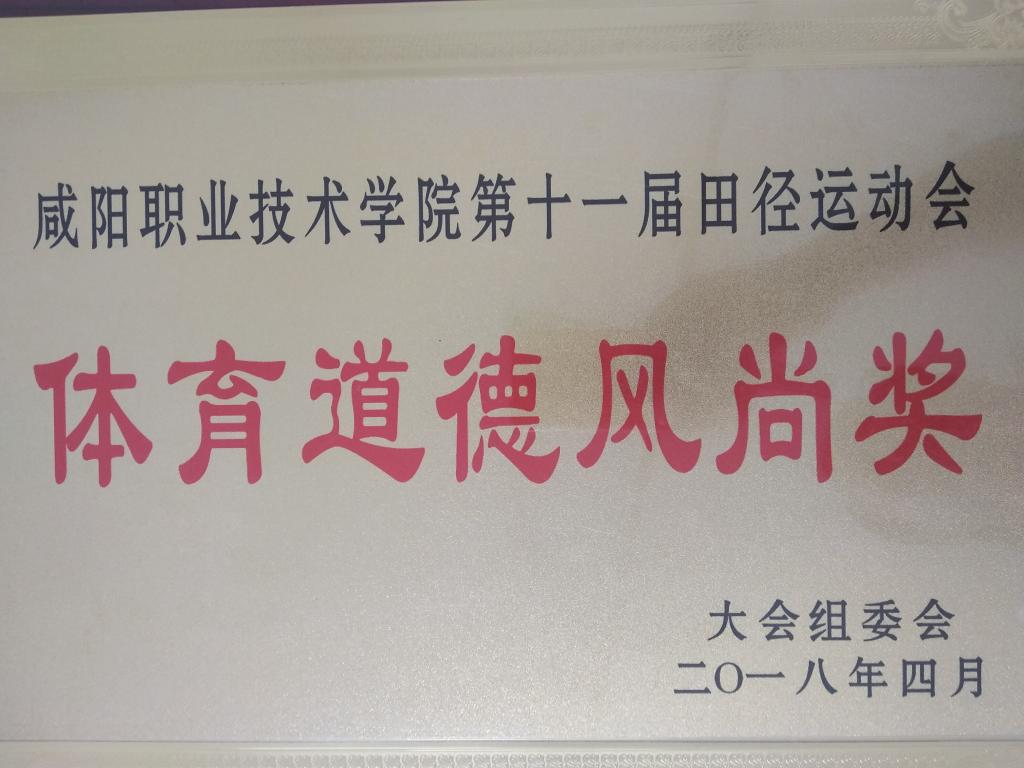 咸阳职业技术学院第十一届田径运动会
体育道德风尚奖
大会组委会
二〇一八年四月